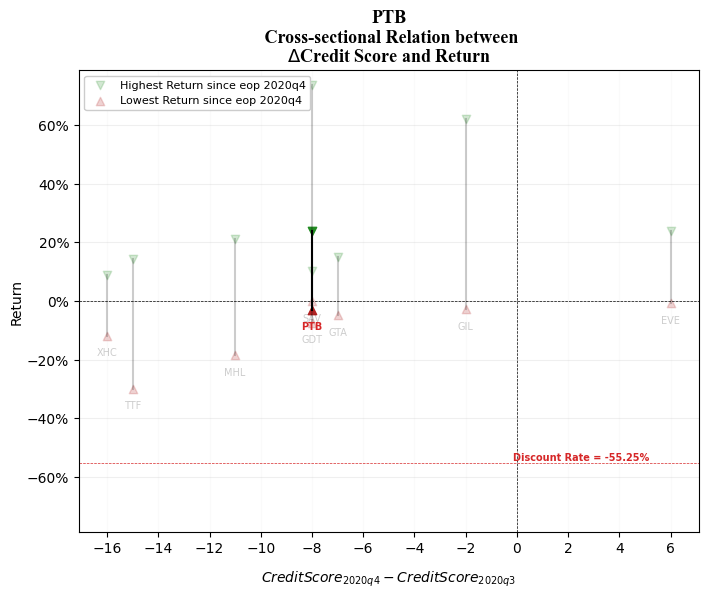 PTB
Cross-sectional Relation between
ΔCredit Score and Return
Highest Return since eop 2020q4
Lowest Return since eop 2020q4
60%
40%
20%
0%
−20%
−40%
−60%
Return
PTB
GDT
GTA
GIL
EVE
XHC
MHL
TTF
Discount Rate = -55.25%
−16
−14
−12
−10
−8
−6
−4
−2
0
2
4
6
CreditScore2020q4 − CreditScore2020q3